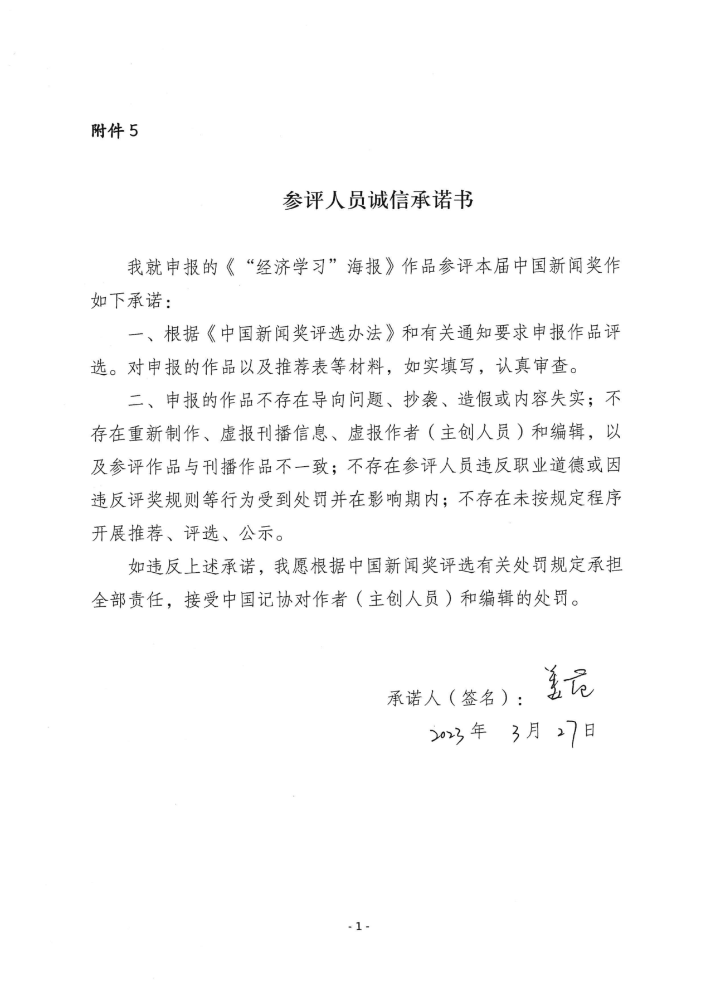 附件 5
参评人员诚信承诺书
我就申报的《“经济学习”海报》作品参评本届中国新闻奖作
如下承诺：
一、根据《中国新闻奖评选办法》和有关通知要求申报作品评
选。对申报的作品以及推荐表等材料，如实填写，认真审查。
二、申报的作品不存在导向问题、抄袭、造假或内容失实；不
存在重新制作、虚报刊播信息、虚报作者（主创人员）和编辑，以
及参评作品与刊播作品不一致；不存在参评人员违反职业道德或因
违反评奖规则等行为受到处罚并在影响期内；不存在未按规定程序
开展推荐、评选、公示。
如违反上述承诺，我愿根据中国新闻奖评选有关处罚规定承担
全部责任，接受中国记协对作者（主创人员）和编辑的处罚。
承诺人（签名）：姜范
2023年 3月 27日
- 1 -